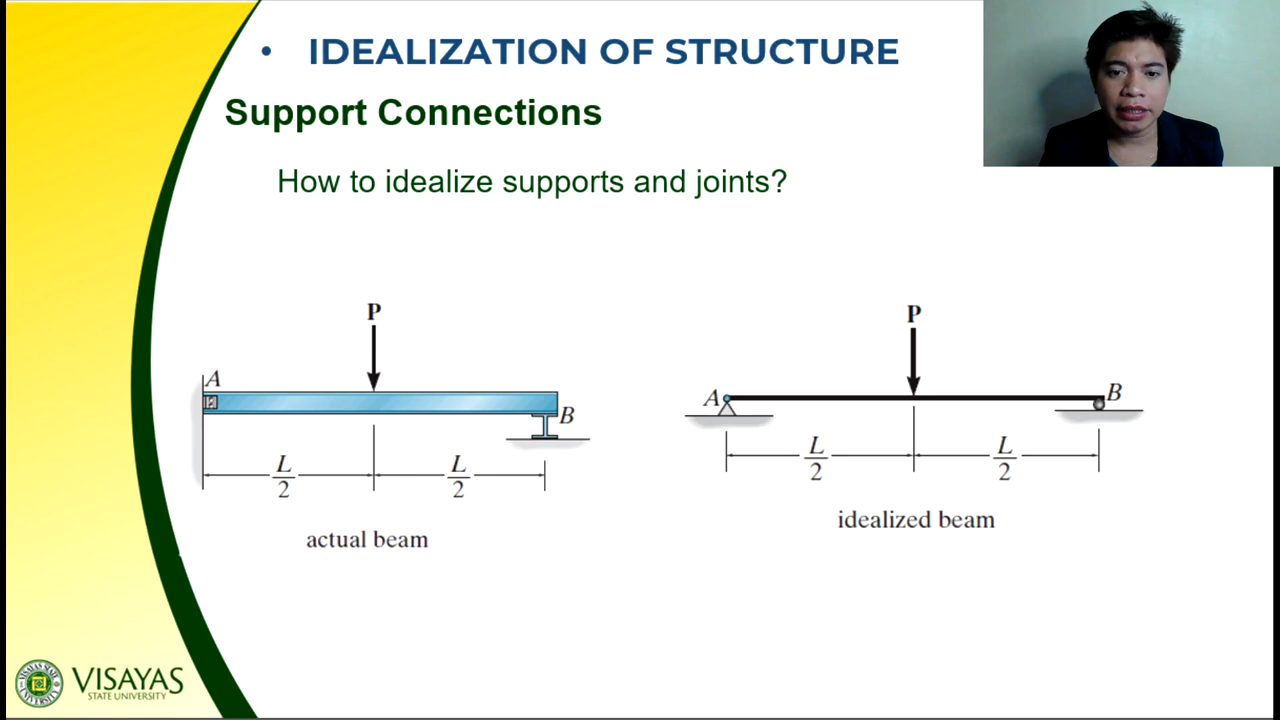 • IDEALIZATION OF STRUCTURE
Support Connections
How to idealize supports and joints?
P
A
B
L/2
L/2
actual beam
P
A
B
L/2
L/2
idealized beam
VISAYAS
STATE UNIVERSITY